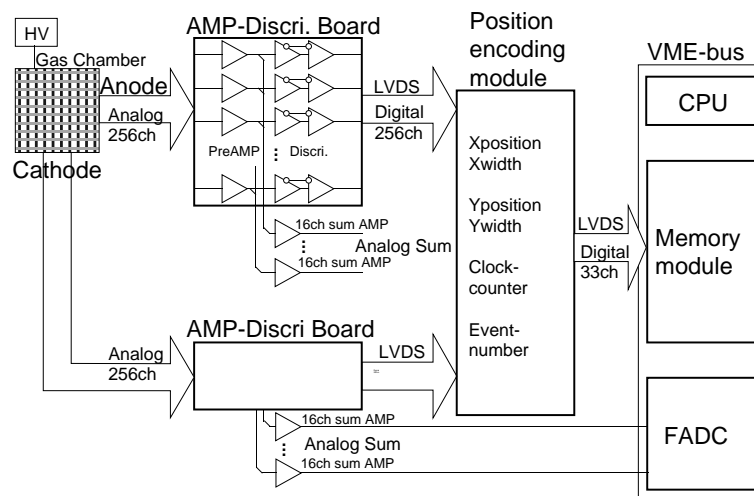 HV
Gas Chamber
Anode
Analog
256ch
Cathode
AMP-Discri. Board
PreAMP
Discri.
LVDS
Digital
256ch
16ch sum AMP
Analog Sum
16ch sum AMP
Position
encoding
module
Xposition
Xwidth
Yposition
Ywidth
Clock-
counter
Event-
number
LVDS
Digital
33ch
VME-bus
CPU
Memory
module
FADC
AMP-Discri Board
Analog
256ch
LVDS
16ch sum AMP
Analog Sum
16ch sum AMP